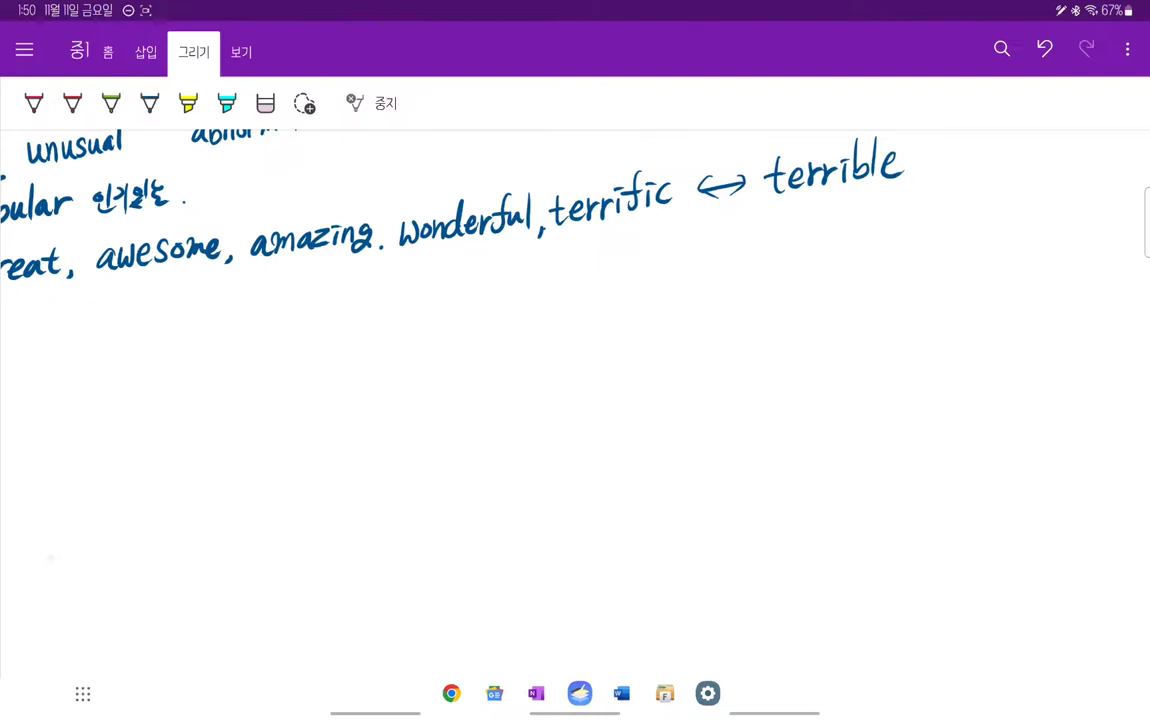 1:50 11월 11일 금요일 67%
중1 홈 삽입 그리기 보기
중지
unusual
pular 인기있는.
reat, awesome, amazing. wonderful, terrific ↔ terrible